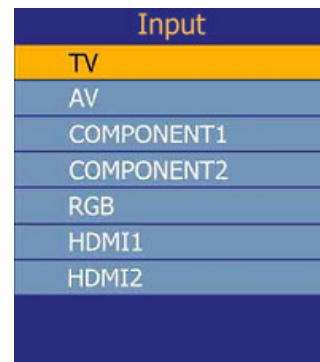 Input
TV
AV
COMPONENT1
COMPONENT2
RGB
HDMI1
HDMI2